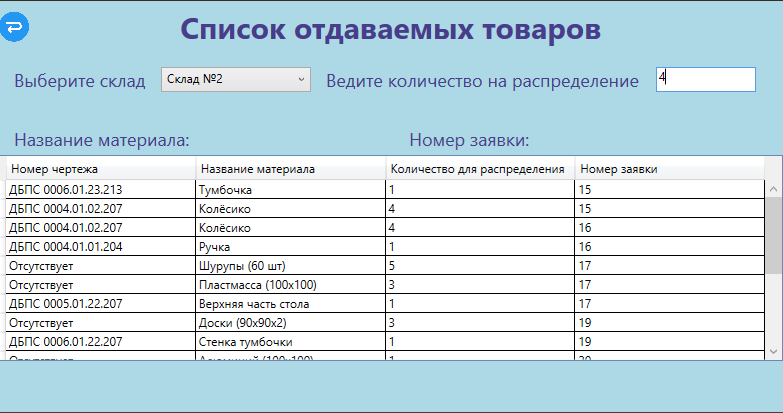 Список отдаваемых товаров
Выберите склад Склад №2 Ведите количество на распределение 4
Название материала: Номер заявки:
Номер чертежа Название материала Количество для распределения Номер заявки
ДБПС 0006.01.23.213 Тумбочка 1 15
ДБПС 0004.01.02.207 Колёсико 4 15
ДБПС 0004.01.02.207 Колёсико 4 16
ДБПС 0004.01.01.204 Ручка 1 16
Отсутствует Шурупы (60 шт) 5 17
Отсутствует Пластмасса (100x100) 3 17
ДБПС 0005.01.22.207 Верхняя часть стола 1 17
Отсутствует Доски (90x90x2) 3 19
ДБПС 0006.01.22.207 Стенка тумбочки 1 19
Отсутствует Алюминий (100x100) 1 20